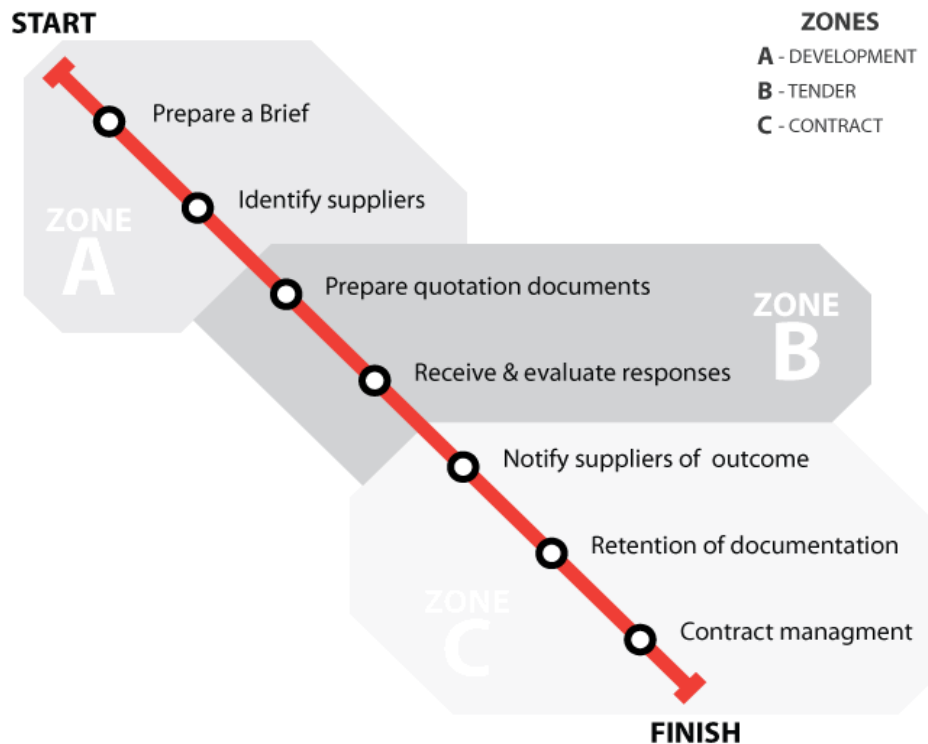 START
ZONES
A - DEVELOPMENT
B - TENDER
C - CONTRACT
Prepare a Brief
Identify suppliers
ZONE
A
Prepare quotation documents
ZONE
B
Receive & evaluate responses
Notify suppliers of outcome
Retention of documentation
ZONE
C
Contract managment
FINISH